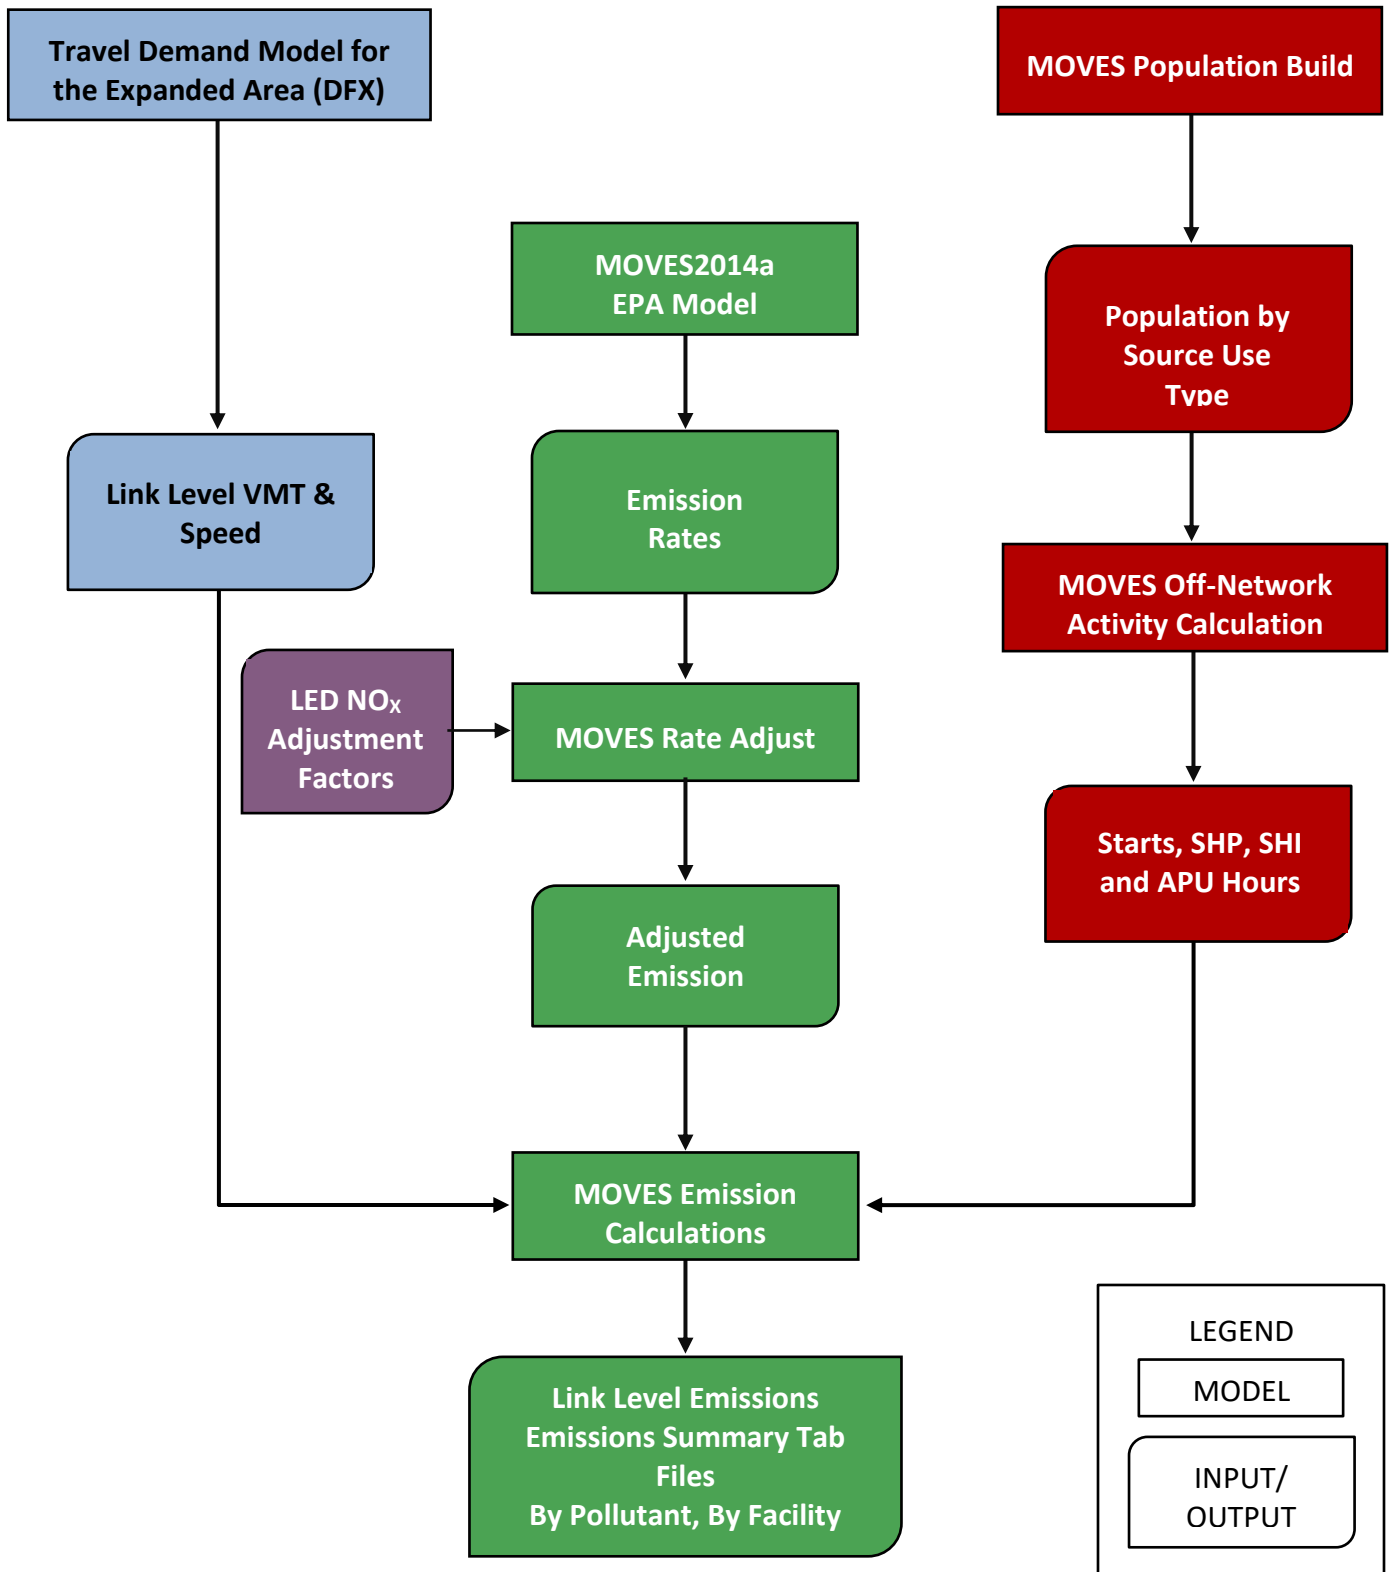 Travel Demand Model for
the Expanded Area (DFX)
MOVES Population Build
MOVES2014a
EPA Model
Population by
Source Use
Type
Link Level VMT &
Speed
Emission
Rates
MOVES Off-Network
Activity Calculation
LED NOX
Adjustment
Factors
MOVES Rate Adjust
Starts, SHP, SHI
and APU Hours
Adjusted
Emission
MOVES Emission
Calculations
Link Level Emissions
Emissions Summary Tab
Files
By Pollutant, By Facility
LEGEND
MODEL
INPUT/
OUTPUT